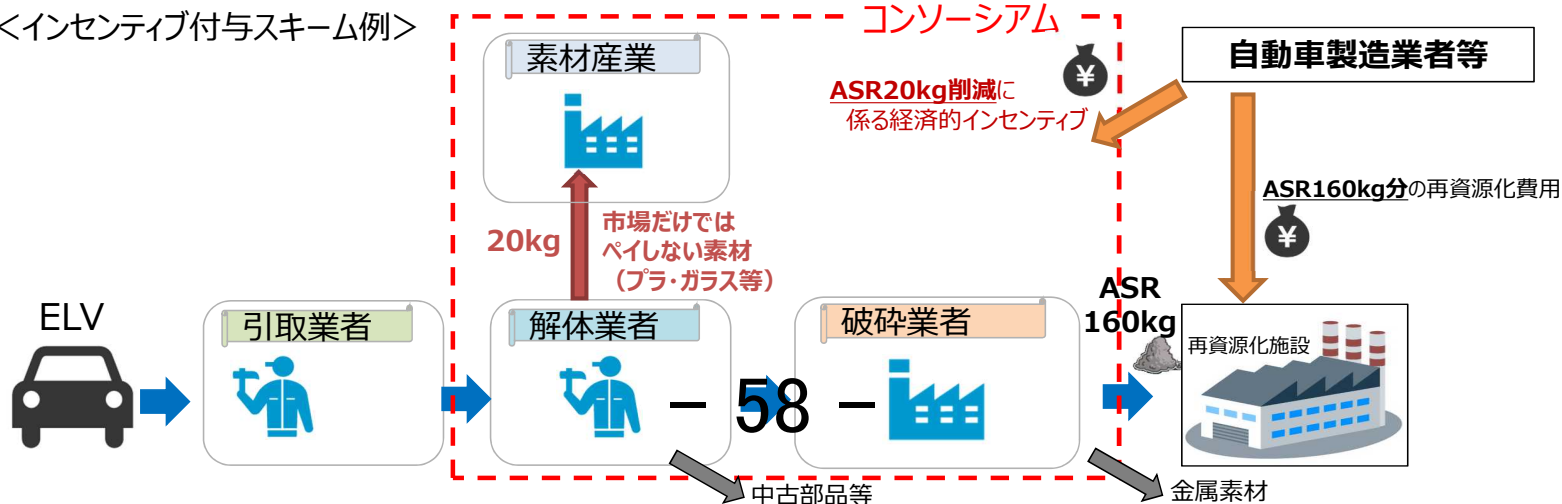 ＜インセンティブ付与スキーム例＞
コンソーシアム
素材産業
自動車製造業者等
¥
ASR20kg削減に
係る経済的インセンティブ
ASR160kg分の再資源化費用
¥
20kg
市場だけでは
ペイしない素材
（プラ・ガラス等）
ELV
引取業者
解体業者
破砕業者
ASR
160kg
再資源化施設
− 58 −
中古部品等
金属素材